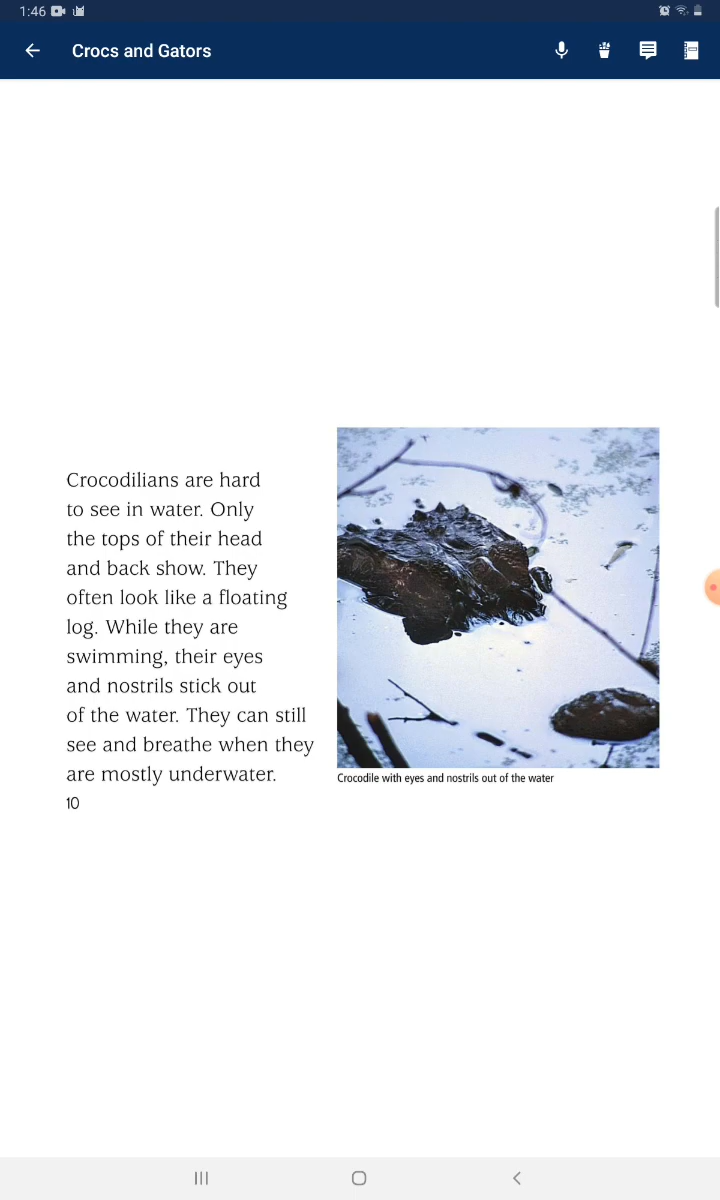 1:46
Crocs and Gators
Crocodilians are hard
to see in water. Only
the tops of their head
and back show. They
often look like a floating
log. While they are
swimming, their eyes
and nostrils stick out
of the water. They can still
see and breathe when they
are mostly underwater.
10
Crocodile with eyes and nostrils out of the water